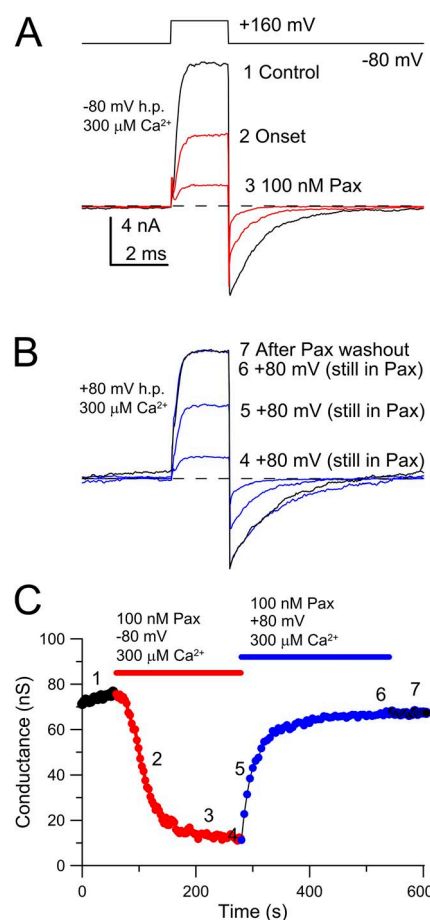 A
+160 mV
-80 mV
1 Control
-80 mV h.p.
300 µM Ca²⁺
2 Onset
3 100 nM Pax
4 nA
2 ms
B
7 After Pax washout
6 +80 mV (still in Pax)
+80 mV h.p.
300 µM Ca²⁺
5 +80 mV (still in Pax)
4 +80 mV (still in Pax)
C
100 nM Pax
-80 mV
300 µM Ca²⁺
100 nM Pax
+80 mV
300 µM Ca²⁺
100
80
60
40
20
0
Conductance (nS)
1
2
3
4
5
6
7
0
200
400
600
Time (s)